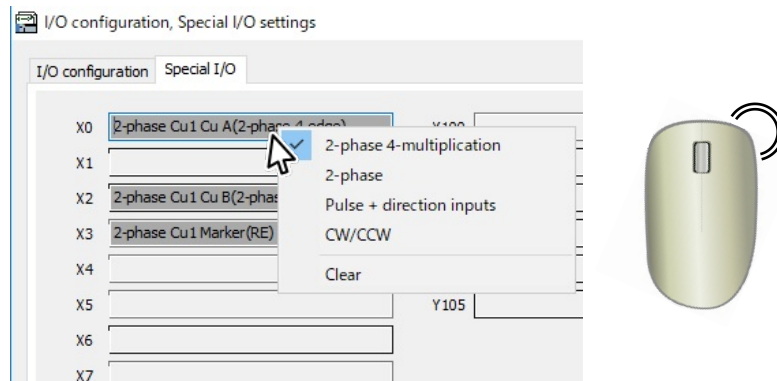 I/O configuration, Special I/O settings
I/O configuration Special I/O
X0 2-phase Cu1 Cu A(2-phase 4-edge)
2-phase 4-multiplication
X1
2-phase
X2 2-phase Cu1 Cu B(2-phas
Pulse + direction inputs
X3 2-phase Cu1 Marker(RE)
CW/CCW
X4
Clear
X5 Y105
X6
X7